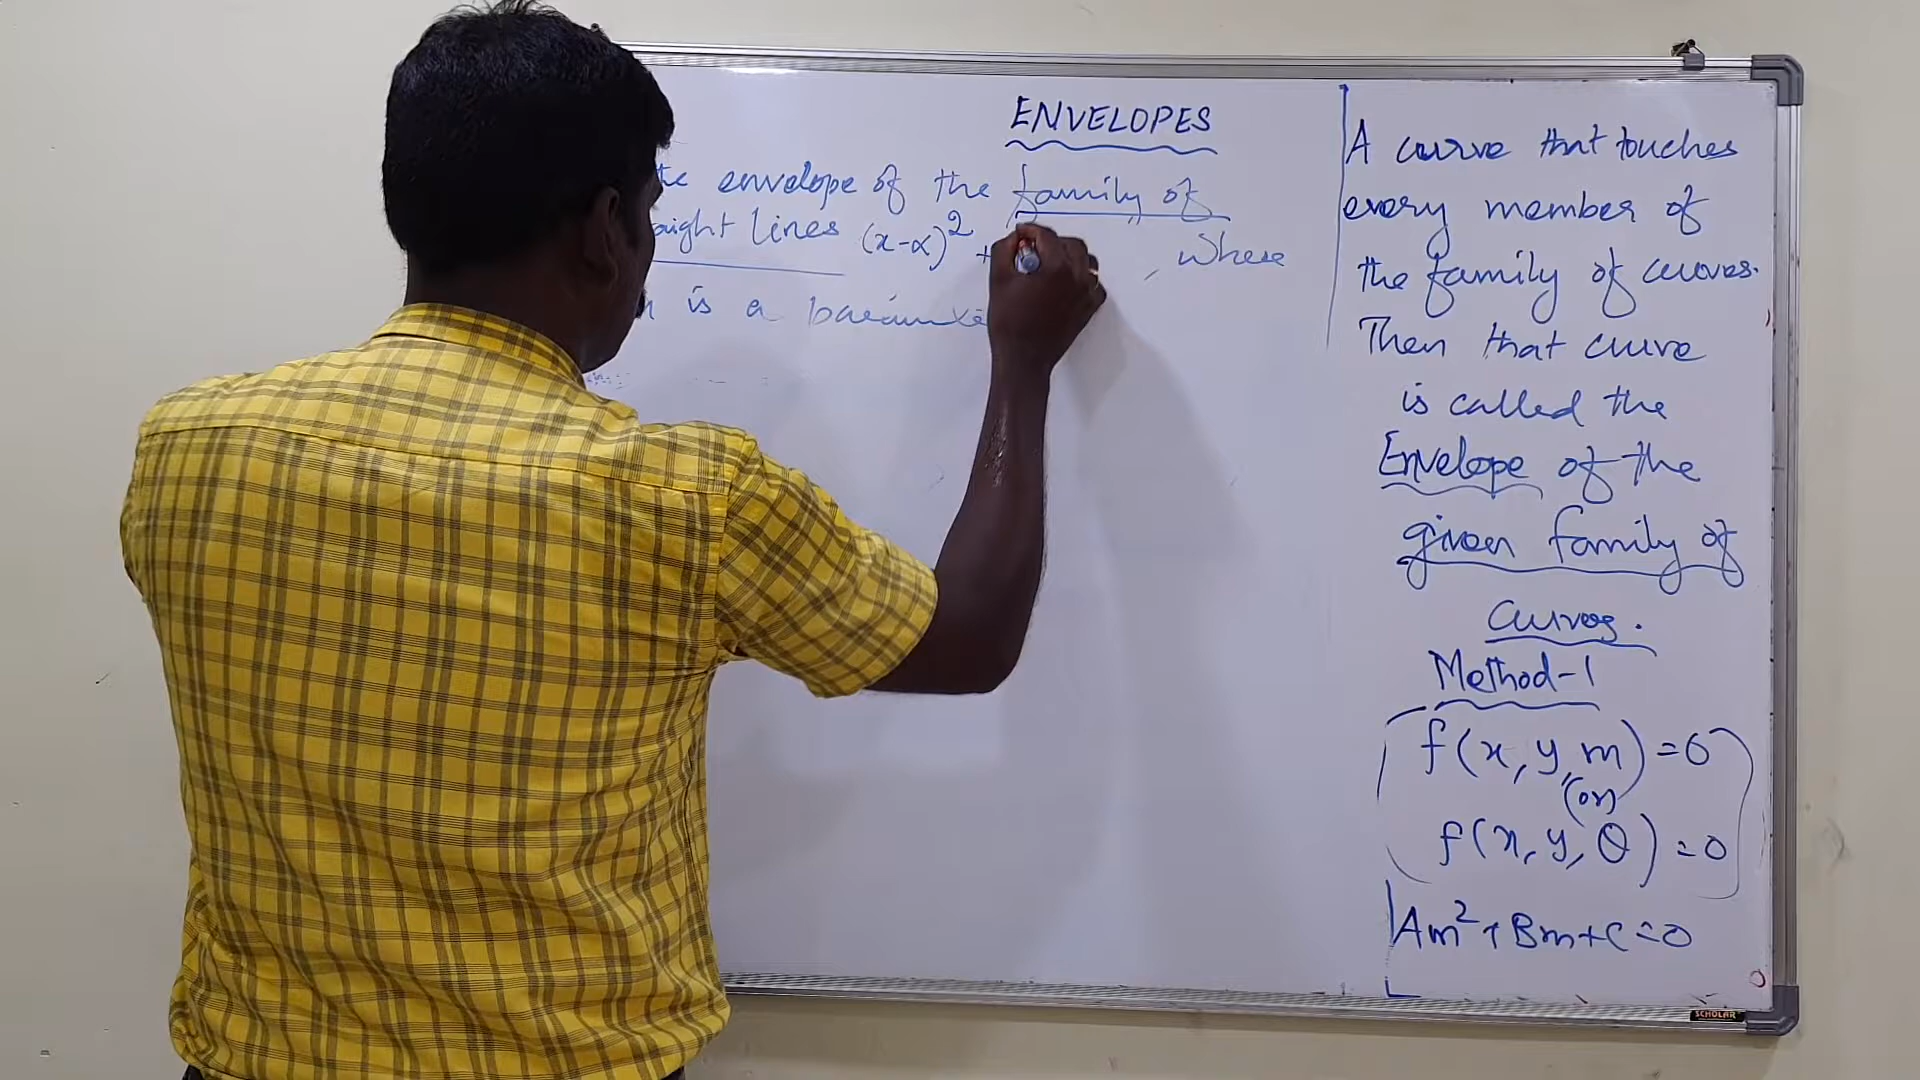 ENVELOPES
the envelope of the family of
aight lines (x-α)² + , where
is a
A curve that touches
every member of
the family of curves.
Then that curve
is called the
Envelope of the
given family of
Curves.
Method-1
f(x, y, m) = 0
(or)
f(x, y, θ) = 0
Am² + Bm + C = 0
SCHOLAR